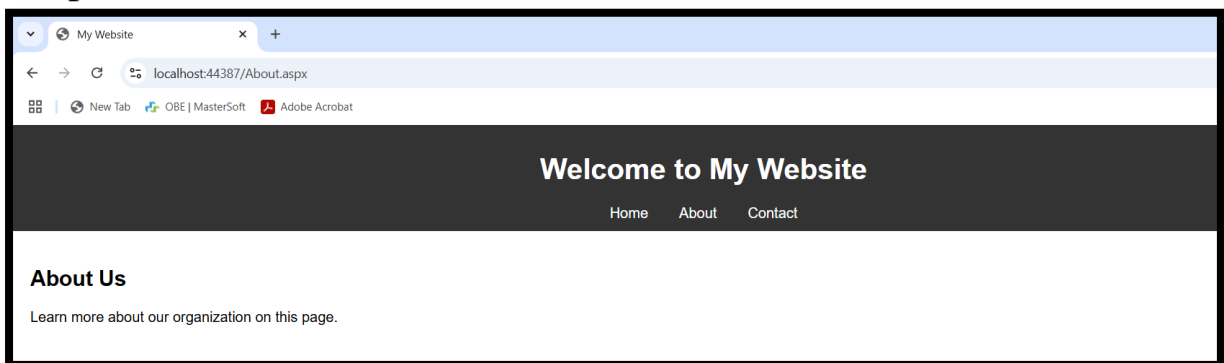 My Website
localhost:44387/About.aspx
New Tab OBE | MasterSoft Adobe Acrobat
Welcome to My Website
Home About Contact
About Us
Learn more about our organization on this page.